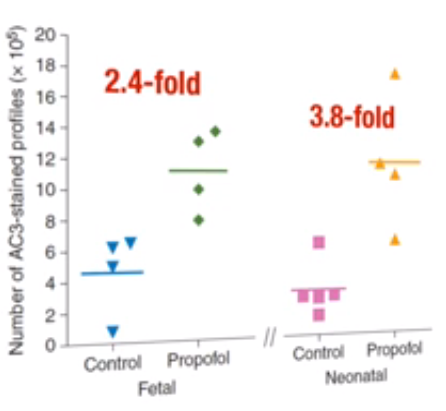 Number of AC3-stained profiles (× 10⁵)
20
18
16
14
12
10
8
6
4
2
0
2.4-fold
3.8-fold
Control
Propofol
//
Control
Propofol
Fetal
Neonatal